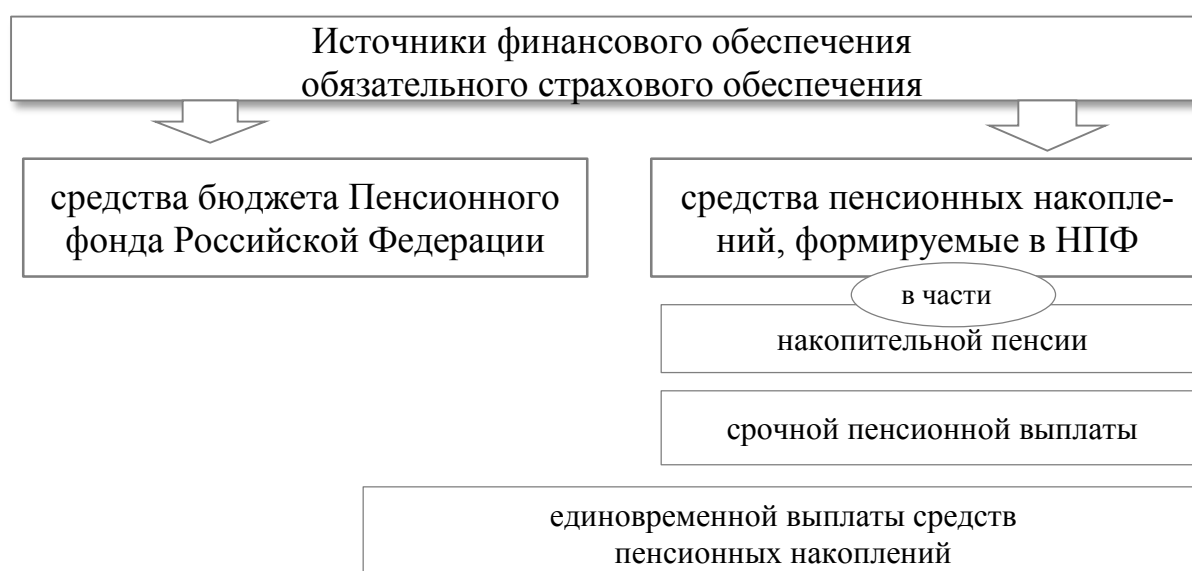 Источники финансового обеспечения
обязательного страхового обеспечения
средства бюджета Пенсионного
фонда Российской Федерации
средства пенсионных накопле-
ний, формируемые в НПФ
в части
накопительной пенсии
срочной пенсионной выплаты
единовременной выплаты средств
пенсионных накоплений